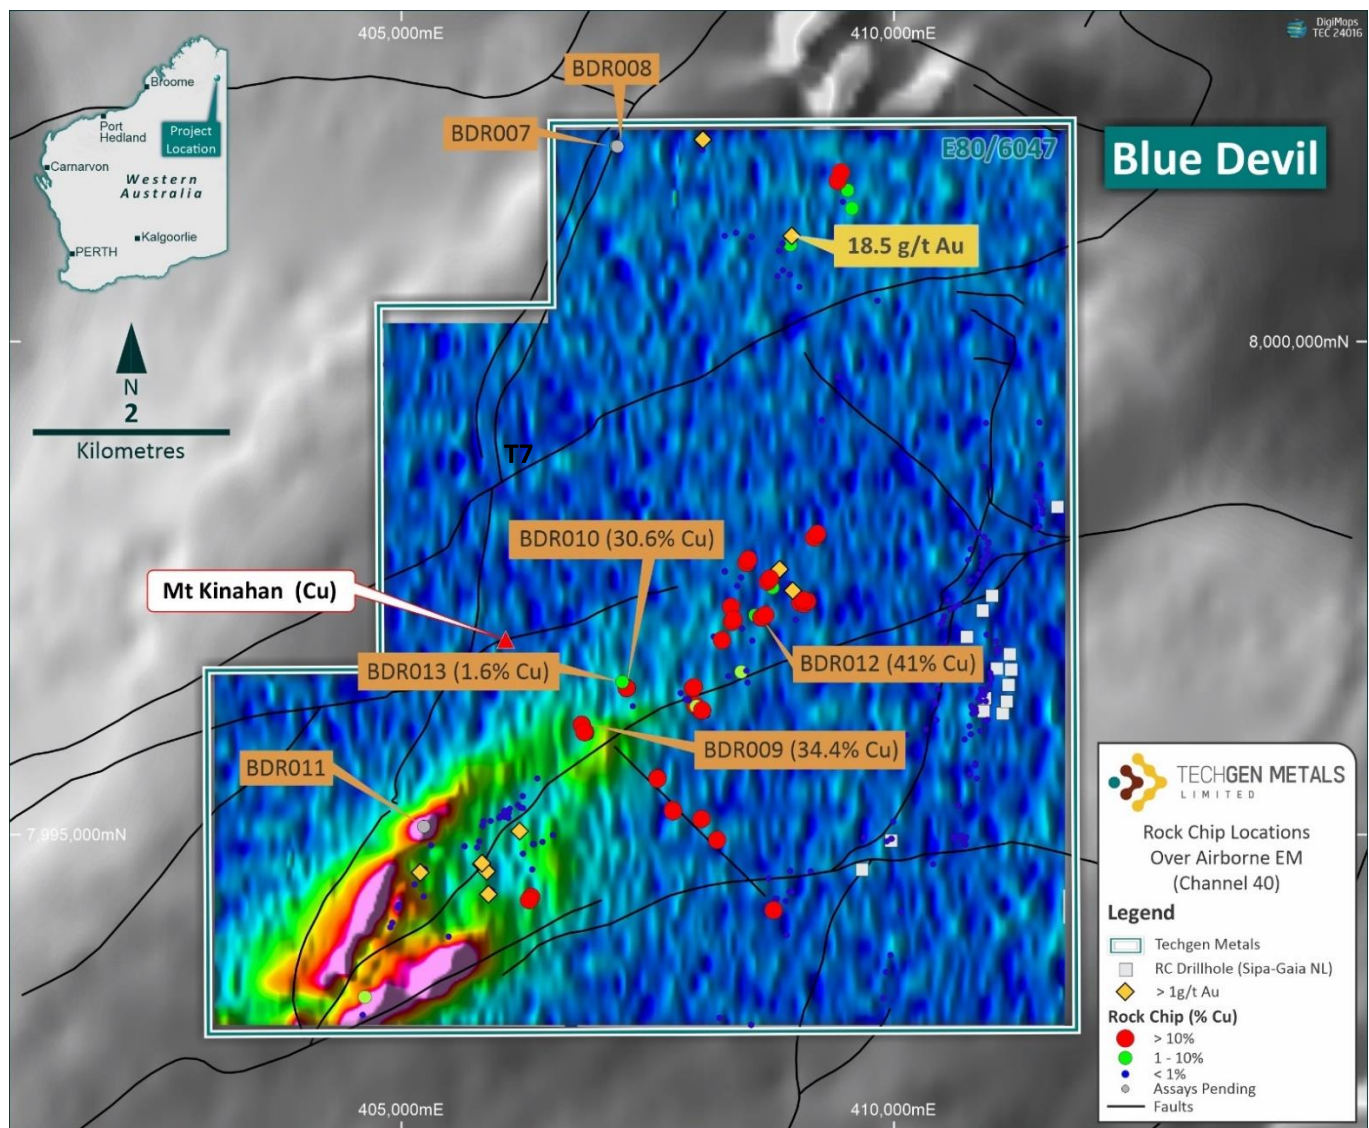 405,000mE
410,000mE
DigiMaps
TEC 24016
Broome
Port
Hedland
Project
Location
Carnarvon
Western
Australia
Kalgoorlie
PERTH
BDR008
BDR007
E80/6047
Blue Devil
18.5 g/t Au
8,000,000mN
N
2
Kilometres
T7
BDR010 (30.6% Cu)
Mt Kinahan (Cu)
BDR013 (1.6% Cu)
BDR012 (41% Cu)
BDR009 (34.4% Cu)
BDR011
7,995,000mN
TECHGEN METALS
LIMITED
Rock Chip Locations
Over Airborne EM
(Channel 40)
Legend
Techgen Metals
RC Drillhole (Sipa-Gaia NL)
> 1g/t Au
Rock Chip (% Cu)
> 10%
1 - 10%
< 1%
Assays Pending
Faults
405,000mE
410,000mE